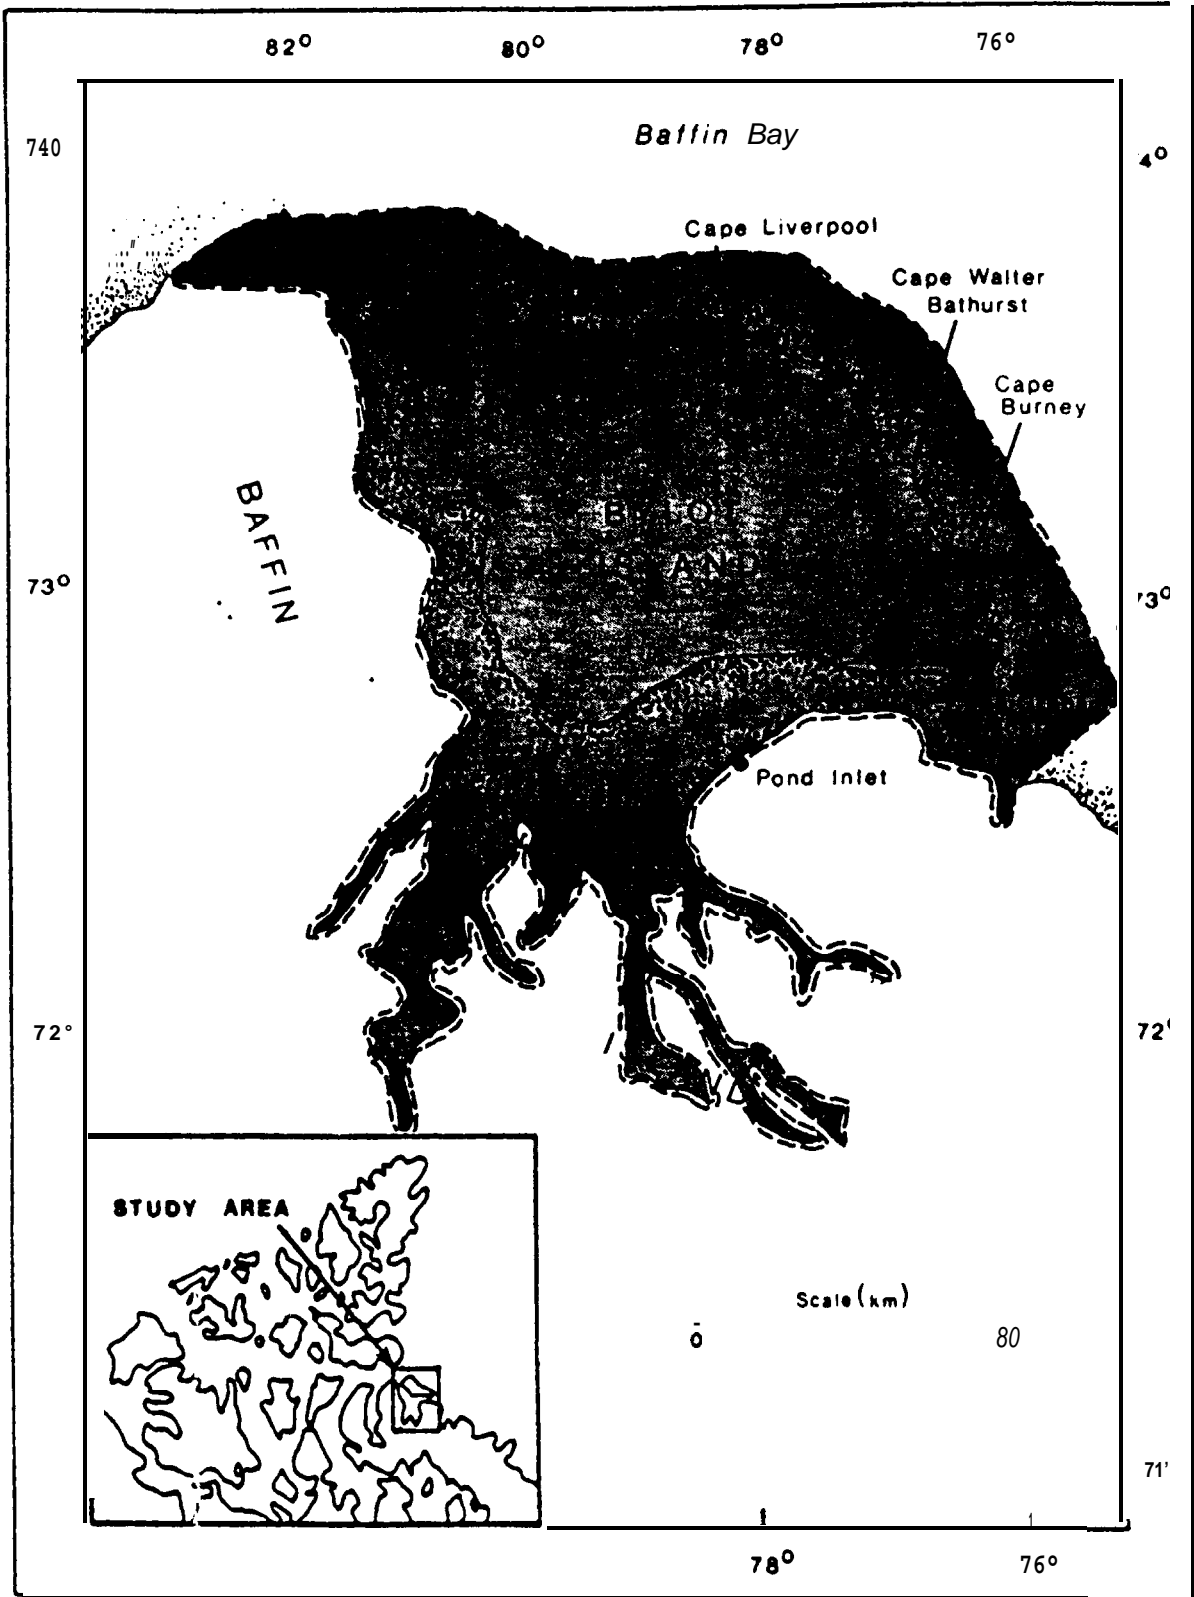 82° 80° 78° 76°
Baffin Bay
740
4°
Cape Liverpool
Cape Walter
Bathurst
Cape
Burney
BAFFIN
73°
73°
Pond Inlet
72°
72
STUDY AREA
Scale (km)
0 80
71'
78° 76°